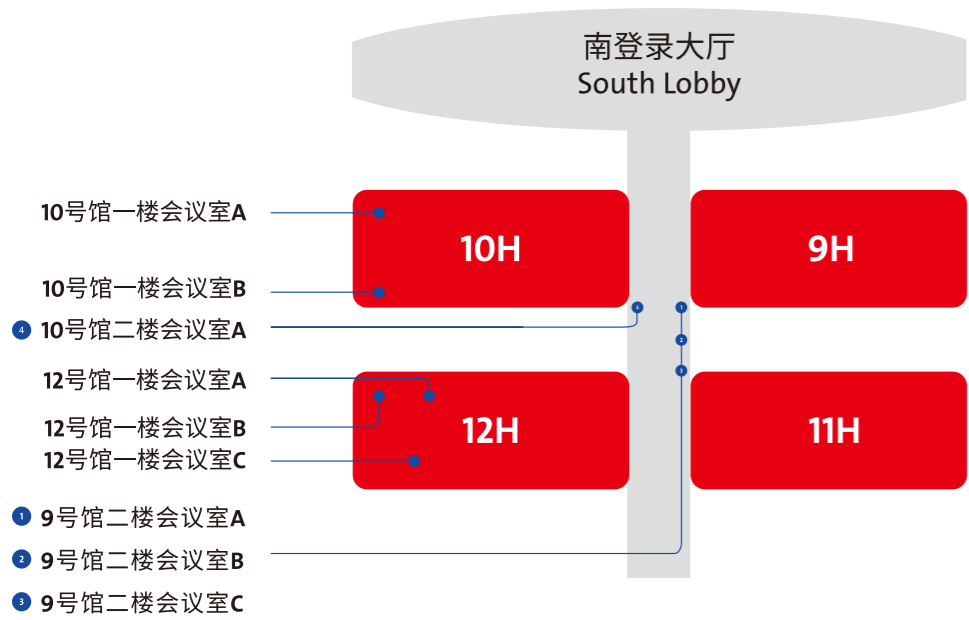 南登录大厅
South Lobby
10号馆一楼会议室A
10H
9H
10号馆一楼会议室B
4 10号馆二楼会议室A
4
1
2
3
12号馆一楼会议室A
12号馆一楼会议室B
12H
11H
12号馆一楼会议室C
1 9号馆二楼会议室A
2 9号馆二楼会议室B
3 9号馆二楼会议室C